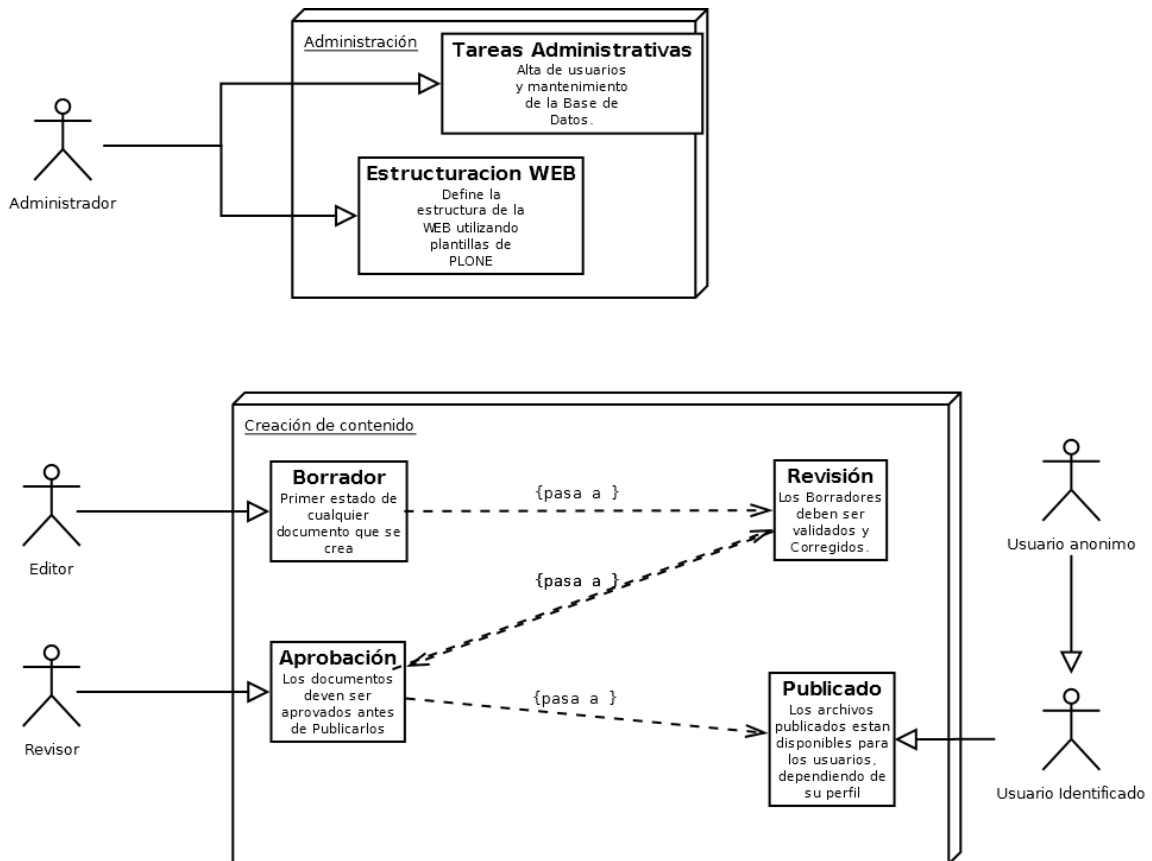 Administración
Tareas Administrativas
Alta de usuarios
y mantenimiento
de la Base de
Datos.
Administrador
Estructuracion WEB
Define la
estructura de la
WEB utilizando
plantillas de
PLONE
Creación de contenido
Editor
Borrador
Primer estado de
cualquier
documento que se
crea
{pasa a }
Revisión
Los Borradores
deben ser
validados y
Corregidos.
Usuario anonimo
{pasa a }
Revisor
Aprobación
Los documentos
deven ser
aprovados antes
de Publicarlos
{pasa a }
Publicado
Los archivos
publicados estan
disponibles para
los usuarios,
dependiendo de
su perfil
Usuario Identificado